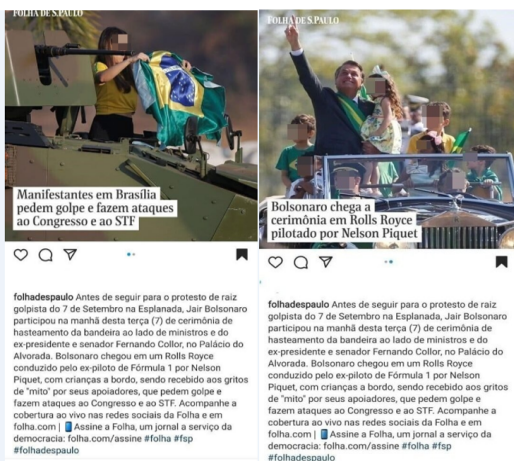 FOLHA DE S.PAULO
Manifestantes em Brasília
pedem golpe e fazem ataques
ao Congresso e ao STF
folhadespaulo Antes de seguir para o protesto de raiz
golpista do 7 de Setembro na Esplanada, Jair Bolsonaro
participou na manhã desta terça (7) de cerimônia de
hasteamento da bandeira ao lado de ministros e do
ex-presidente e senador Fernando Collor, no Palácio do
Alvorada. Bolsonaro chegou em um Rolls Royce
conduzido pelo ex-piloto de Fórmula 1 por Nelson
Piquet, com crianças a bordo, sendo recebido aos gritos
de "mito" por seus apoiadores, que pedem golpe e
fazem ataques ao Congresso e ao STF. Acompanhe a
cobertura ao vivo nas redes sociais da Folha e em
folha.com | Assine a Folha, um jornal a serviço da
democracia: folha.com/assine #folha #fsp
#folhadespaulo
FOLHA DE S.PAULO
Bolsonaro chega a
cerimônia em Rolls Royce
pilotado por Nelson Piquet
folhadespaulo Antes de seguir para o protesto de raiz
golpista do 7 de Setembro na Esplanada, Jair Bolsonaro
participou na manhã desta terça (7) de cerimônia de
hasteamento da bandeira ao lado de ministros e do
ex-presidente e senador Fernando Collor, no Palácio do
Alvorada. Bolsonaro chegou em um Rolls Royce
conduzido pelo ex-piloto de Fórmula 1 por Nelson
Piquet, com crianças a bordo, sendo recebido aos gritos
de "mito" por seus apoiadores, que pedem golpe e
fazem ataques ao Congresso e ao STF. Acompanhe a
cobertura ao vivo nas redes sociais da Folha e em
folha.com | Assine a Folha, um jornal a serviço da
democracia: folha.com/assine #folha #fsp
#folhadespaulo